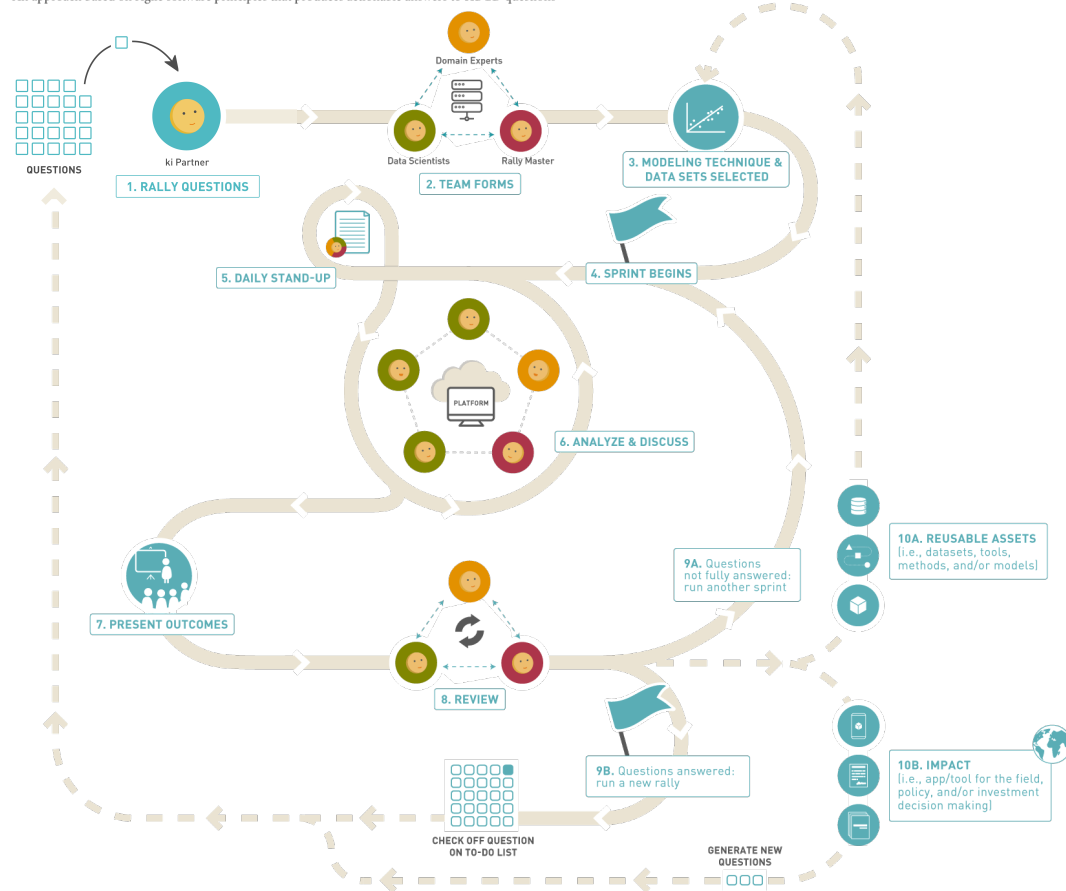 Domain Experts
QUESTIONS
ki Partner
Data Scientists
Rally Master
1. RALLY QUESTIONS
2. TEAM FORMS
3. MODELING TECHNIQUE &
DATA SETS SELECTED
4. SPRINT BEGINS
5. DAILY STAND-UP
PLATFORM
6. ANALYZE & DISCUSS
7. PRESENT OUTCOMES
8. REVIEW
9A. Questions
not fully answered:
run another sprint
10A. REUSABLE ASSETS
(i.e., datasets, tools,
methods, and/or models)
9B. Questions answered:
run a new rally
10B. IMPACT
(i.e., app/tool for the field,
policy, and/or investment
decision making)
CHECK OFF QUESTION
ON TO-DO LIST
GENERATE NEW
QUESTIONS